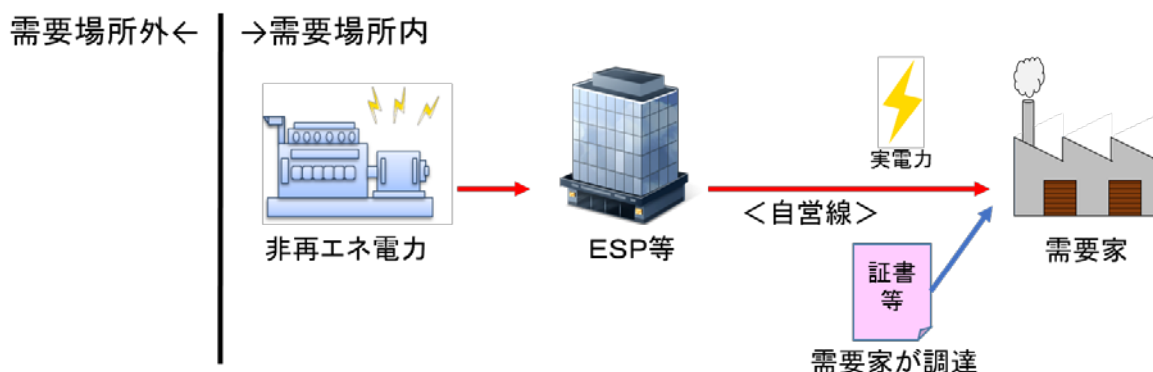 需要場所外←
→需要場所内
実電力
＜自営線＞
非再エネ電力
ESP等
需要家
証書
等
需要家が調達